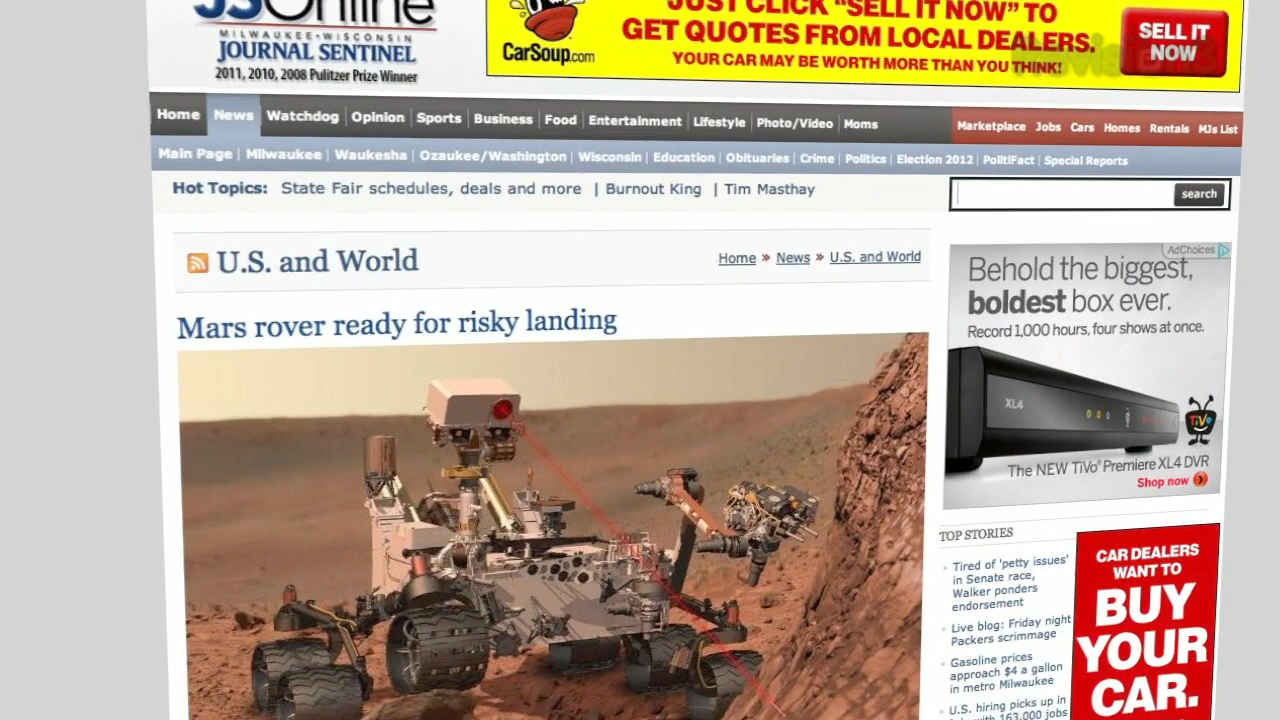 JSOnline
MILWAUKEE • WISCONSIN
JOURNAL SENTINEL
2011, 2010, 2008 Pulitzer Prize Winner
CarSoup.com
JUST CLICK “SELL IT NOW” TO
GET QUOTES FROM LOCAL DEALERS.
YOUR CAR MAY BE WORTH MORE THAN YOU THINK!
SELL IT
NOW
Home | News | Watchdog | Opinion | Sports | Business | Food | Entertainment | Lifestyle | Photo/Video | Moms
Marketplace Jobs Cars Homes Rentals MJs List
Main Page | Milwaukee | Waukesha | Ozaukee/Washington | Wisconsin | Education | Obituaries | Crime | Politics | Election 2012 | PolitiFact | Special Reports
Hot Topics: State Fair schedules, deals and more | Burnout King | Tim Masthay
search
U.S. and World
Home » News » U.S. and World
Mars rover ready for risky landing
AdChoices
Behold the biggest,
boldest box ever.
Record 1,000 hours, four shows at once.
XL4
TiVo
The NEW TiVo® Premiere XL4 DVR
Shop now
TOP STORIES
Tired of 'petty issues'
in Senate race,
Walker ponders
endorsement
Live blog: Friday night
Packers scrimmage
Gasoline prices
approach $4 a gallon
in metro Milwaukee
U.S. hiring picks up in
July with 163,000 jobs
CAR DEALERS
WANT TO
BUY
YOUR
CAR.